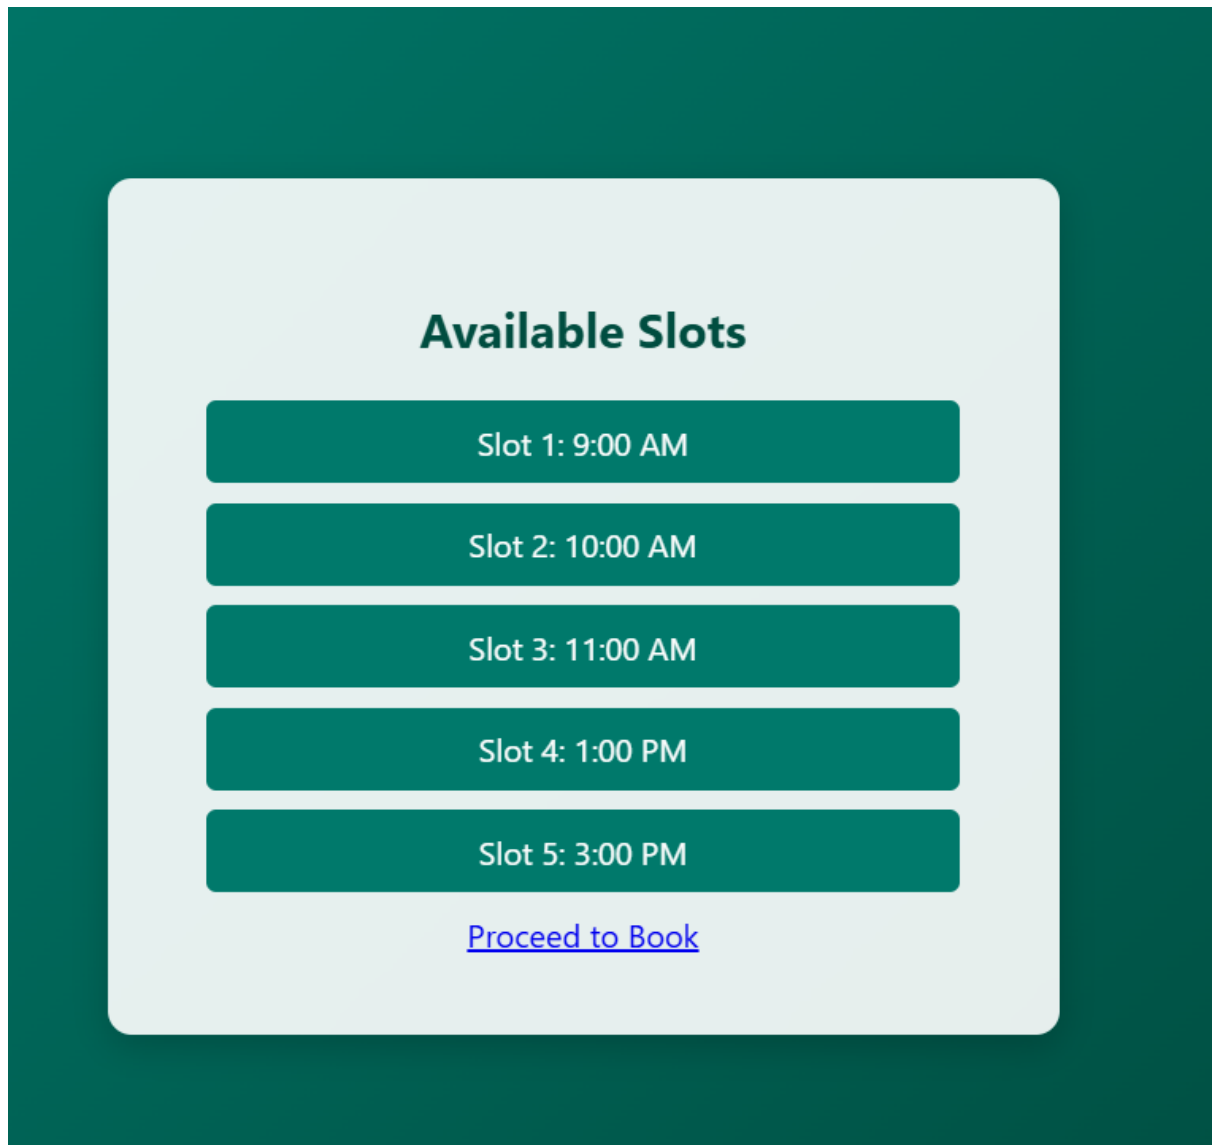 Available Slots
Slot 1: 9:00 AM
Slot 2: 10:00 AM
Slot 3: 11:00 AM
Slot 4: 1:00 PM
Slot 5: 3:00 PM
Proceed to Book